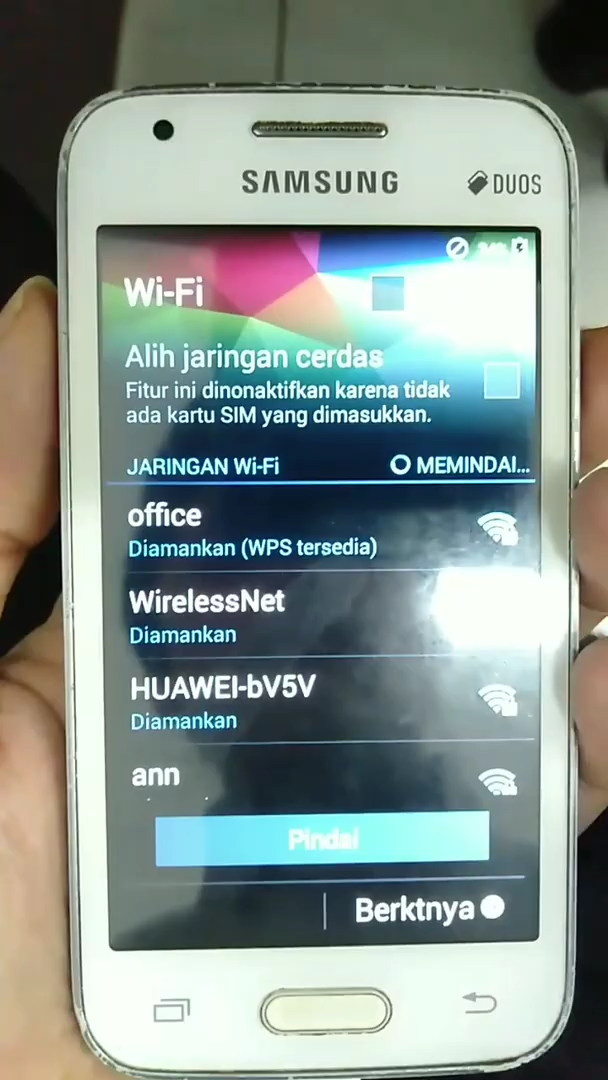 SAMSUNG
DUOS
Wi-Fi
Alih jaringan cerdas
Fitur ini dinonaktifkan karena tidak
ada kartu SIM yang dimasukkan.
JARINGAN Wi-Fi
MEMINDAI...
office
Diamankan (WPS tersedia)
WirelessNet
Diamankan
HUAWEI-bV5V
Diamankan
ann
Pindai
Berktnya